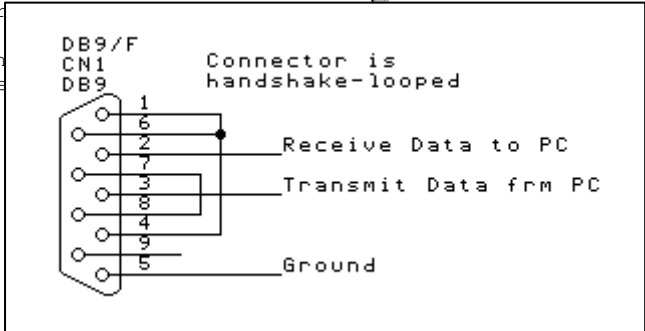 DB9/F
CN1
DB9
Connector is
handshake-looped
1
6
2
Receive Data to PC
7
3
Transmit Data frm PC
8
4
9
5
Ground